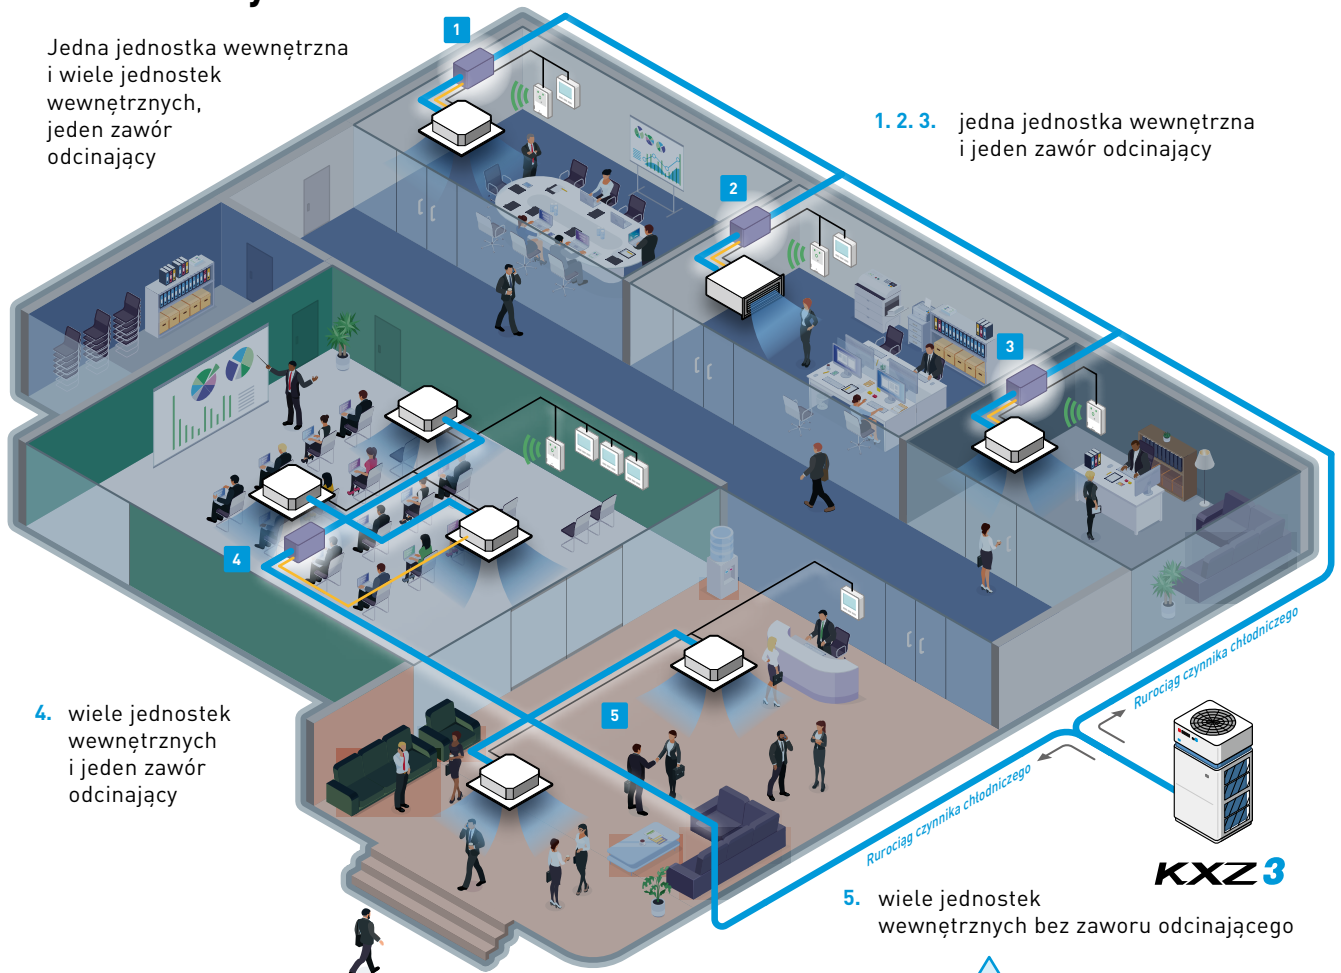 Jedna jednostka wewnętrzna
i wiele jednostek
wewnętrznych,
jeden zawór
odcinający
1
1. 2. 3. jedna jednostka wewnętrzna
i jeden zawór odcinający
2
3
4
5
4. wiele jednostek
wewnętrznych
i jeden zawór
odcinający
Rurociąg czynnika chłodniczego
Rurociąg czynnika chłodniczego
KXZ3
5. wiele jednostek
wewnętrznych bez zaworu odcinającego